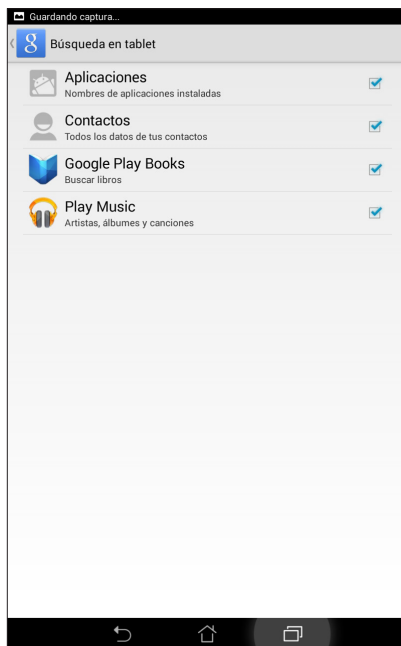 Guardando captura...
Búsqueda en tablet
Aplicaciones
Nombres de aplicaciones instaladas
Contactos
Todos los datos de tus contactos
Google Play Books
Buscar libros
Play Music
Artistas, álbumes y canciones